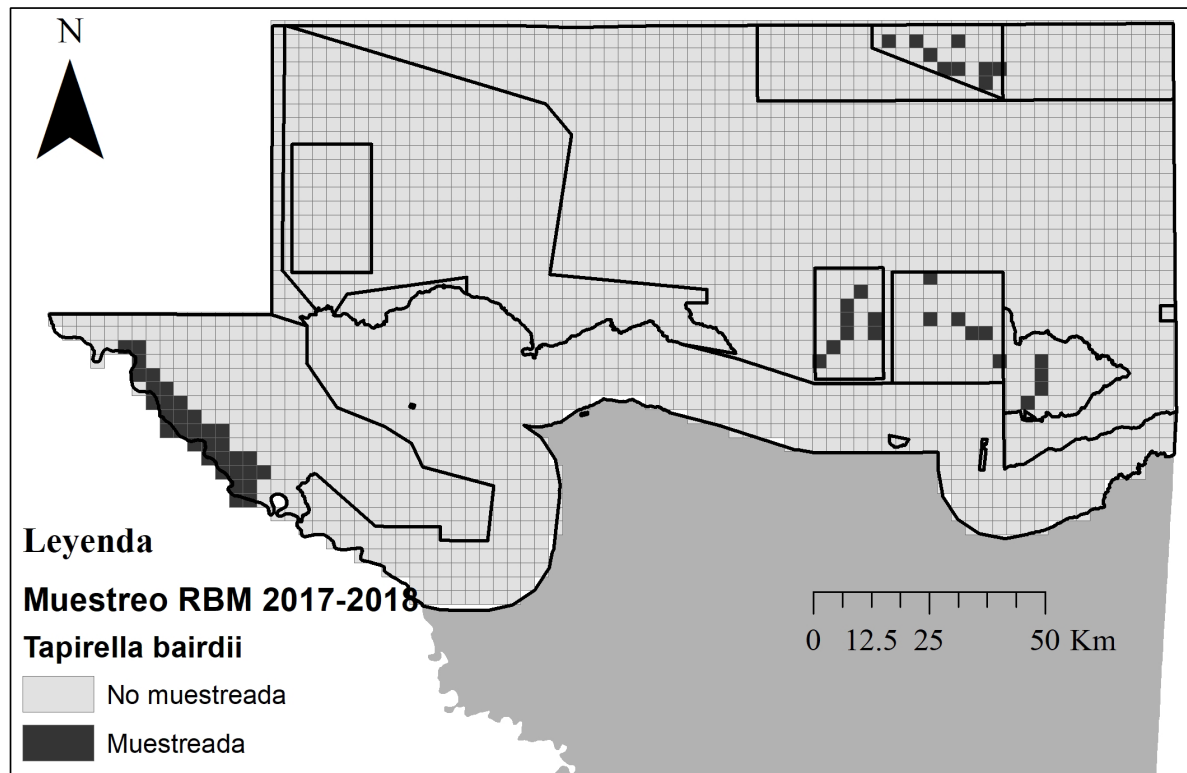 N
Leyenda
Muestreo RBM 2017-2018
Tapirella bairdii
No muestreada
Muestreada
0 12.5 25 50 Km